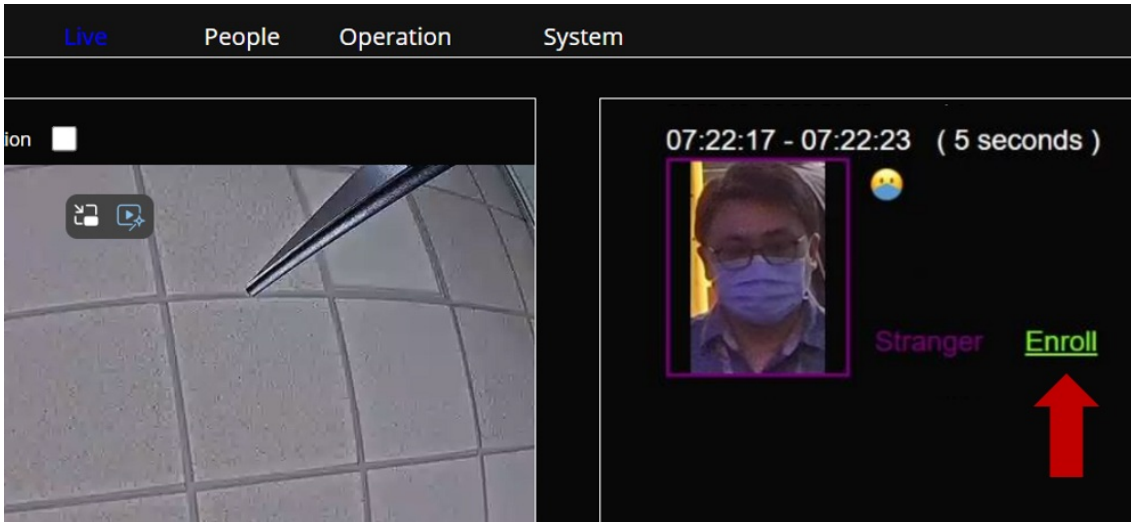 Live People Operation System
ion
07:22:17 - 07:22:23 ( 5 seconds )
Stranger Enroll